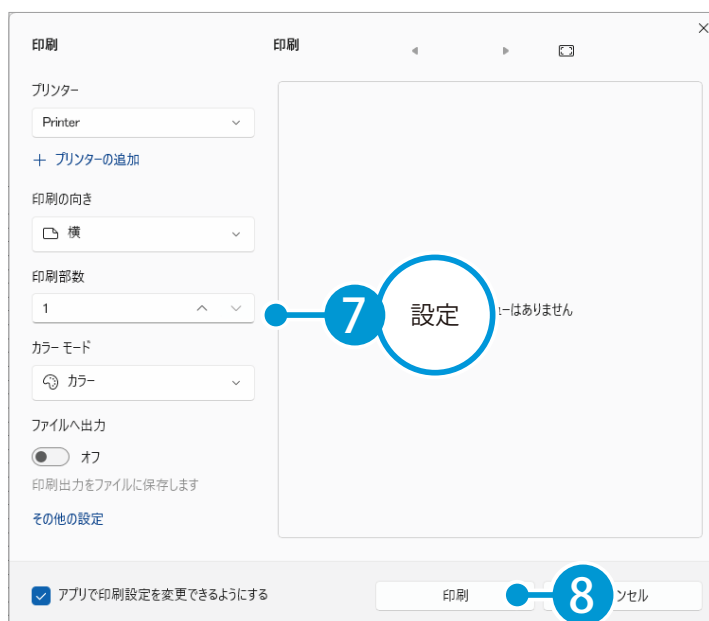 印刷
プリンター
Printer
プリンターの追加
印刷の向き
横
印刷部数
1
カラー モード
カラー
ファイルへ出力
オフ
印刷出力をファイルに保存します
その他の設定
印刷
7
設定
ーはありません
アプリで印刷設定を変更できるようにする
印刷
8
ンセル